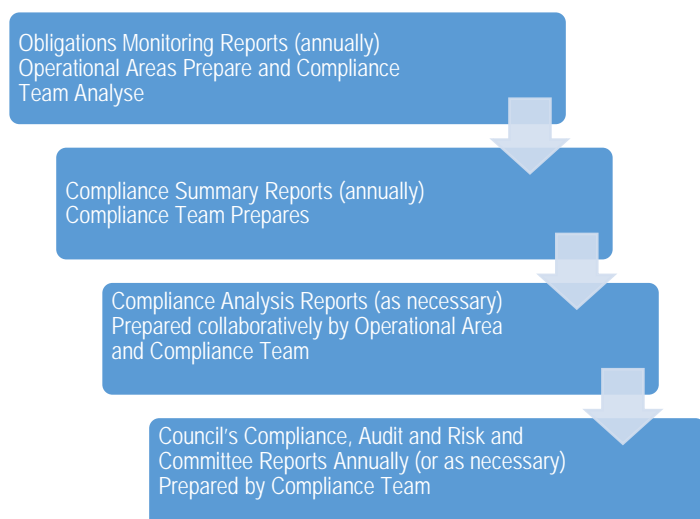 Obligations Monitoring Reports (annually)
Operational Areas Prepare and Compliance
Team Analyse
Compliance Summary Reports (annually)
Compliance Team Prepares
Compliance Analysis Reports (as necessary)
Prepared collaboratively by Operational Area
and Compliance Team
Council's Compliance, Audit and Risk and
Committee Reports Annually (or as necessary)
Prepared by Compliance Team